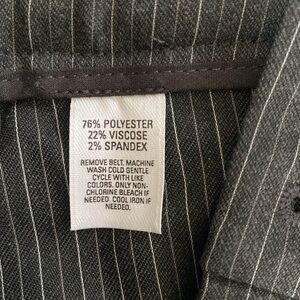 76% POLYESTER
22% VISCOSE
2% SPANDEX
REMOVE BELT. MACHINE
WASH COLD GENTLE
CYCLE WITH LIKE
COLORS. ONLY NON-
CHLORINE BLEACH IF
NEEDED. COOL IRON IF
NEEDED.